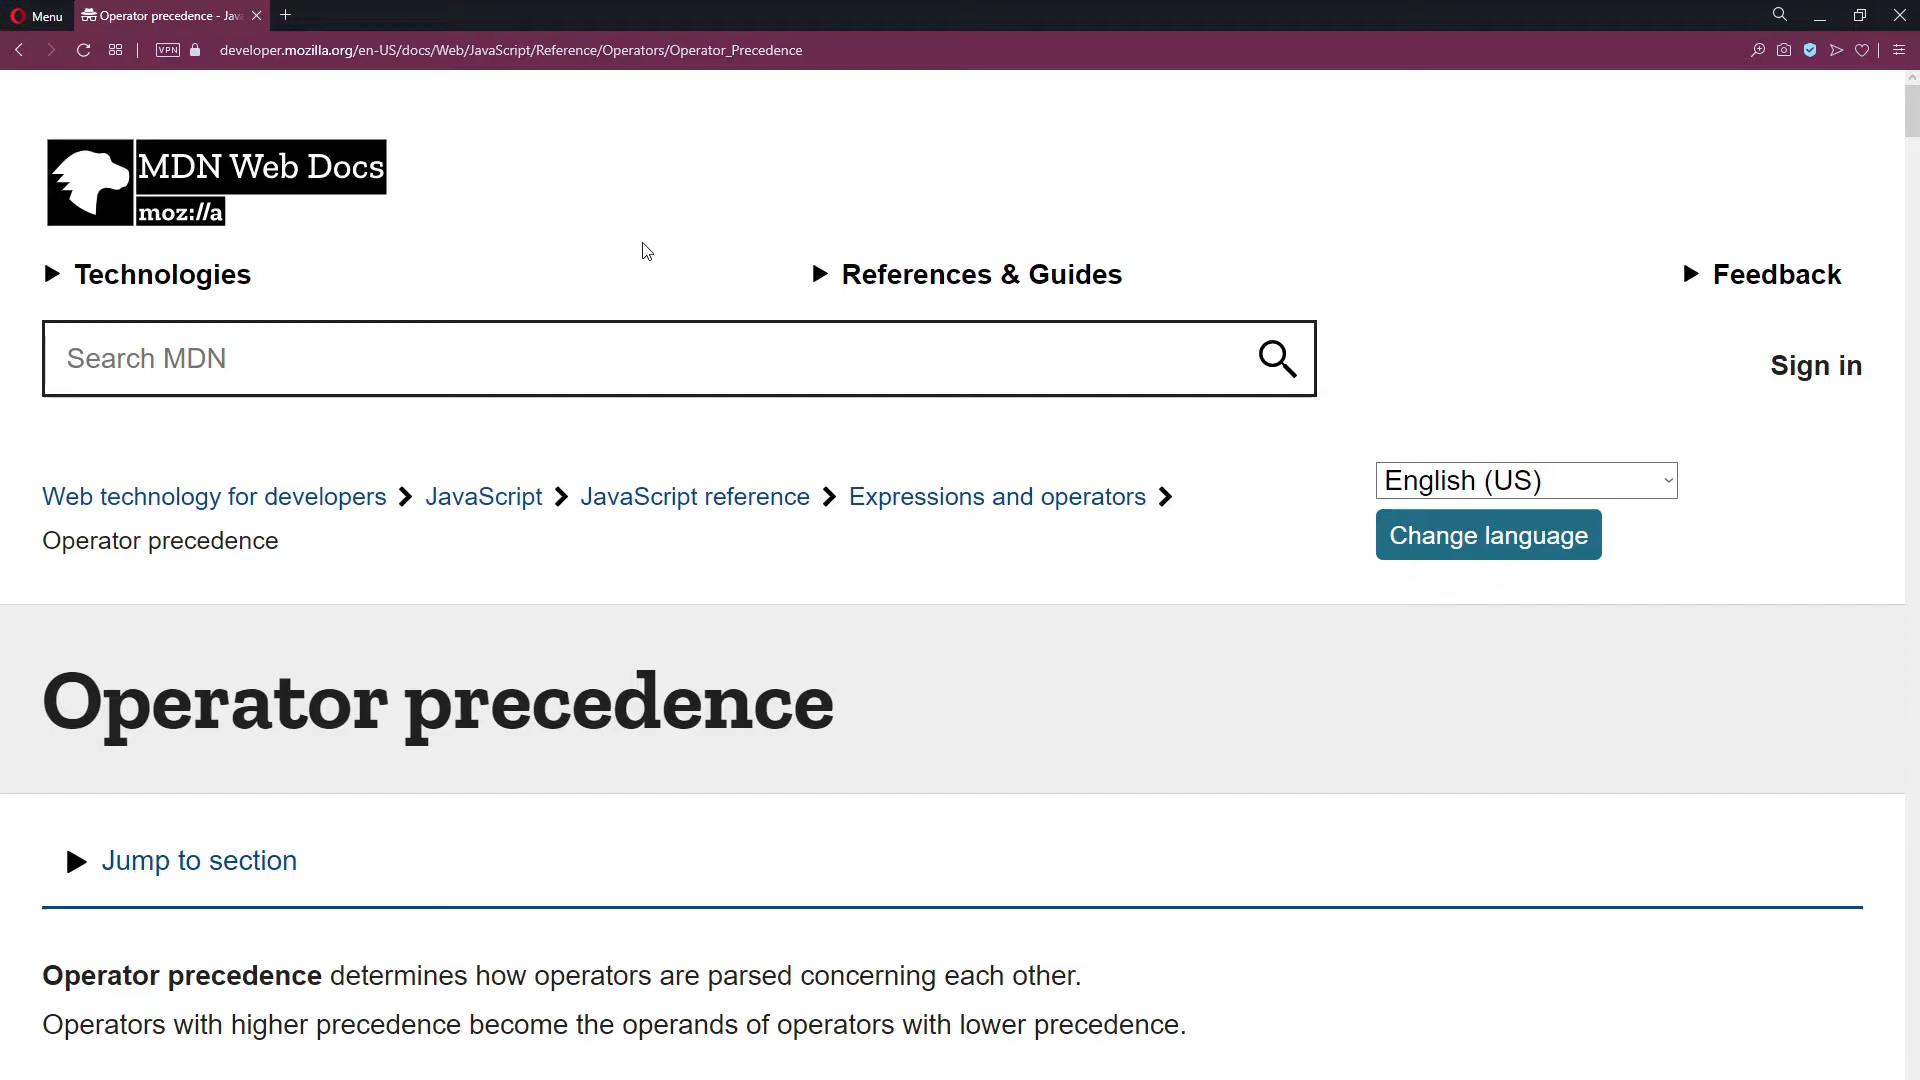 Menu
Operator precedence - Jav
VPN
developer.mozilla.org/en-US/docs/Web/JavaScript/Reference/Operators/Operator_Precedence
MDN Web Docs
moz://a
Technologies
References & Guides
Feedback
Search MDN
Sign in
Web technology for developers JavaScript JavaScript reference Expressions and operators
Operator precedence
English (US)
Change language
Operator precedence
Jump to section
Operator precedence determines how operators are parsed concerning each other.
Operators with higher precedence become the operands of operators with lower precedence.